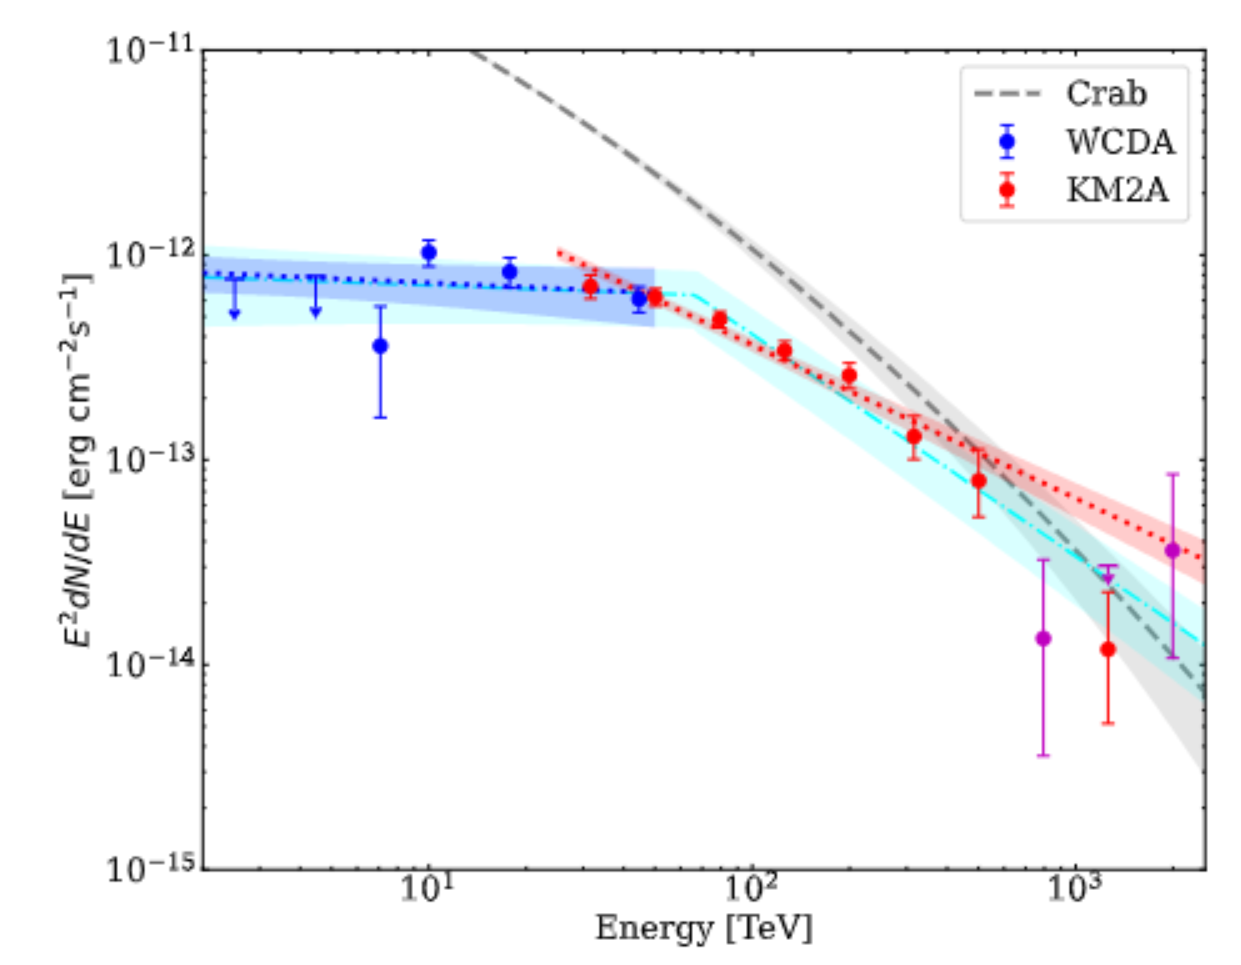 10⁻¹¹
10⁻¹²
10⁻¹³
10⁻¹⁴
10⁻¹⁵
E²dN/dE [erg cm⁻²s⁻¹]
Crab
WCDA
KM2A
10¹ 10² 10³
Energy [TeV]